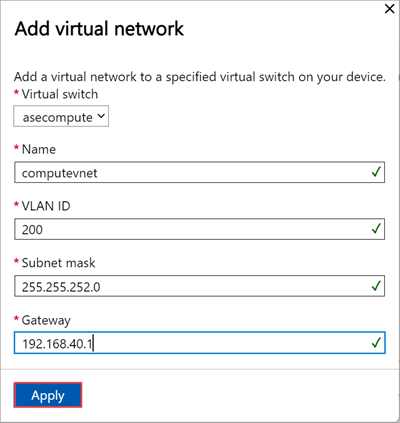 Add virtual network
Add a virtual network to a specified virtual switch on your device.
* Virtual switch
asecompute
* Name
computevnet
* VLAN ID
200
* Subnet mask
255.255.252.0
* Gateway
192.168.40.1
Apply